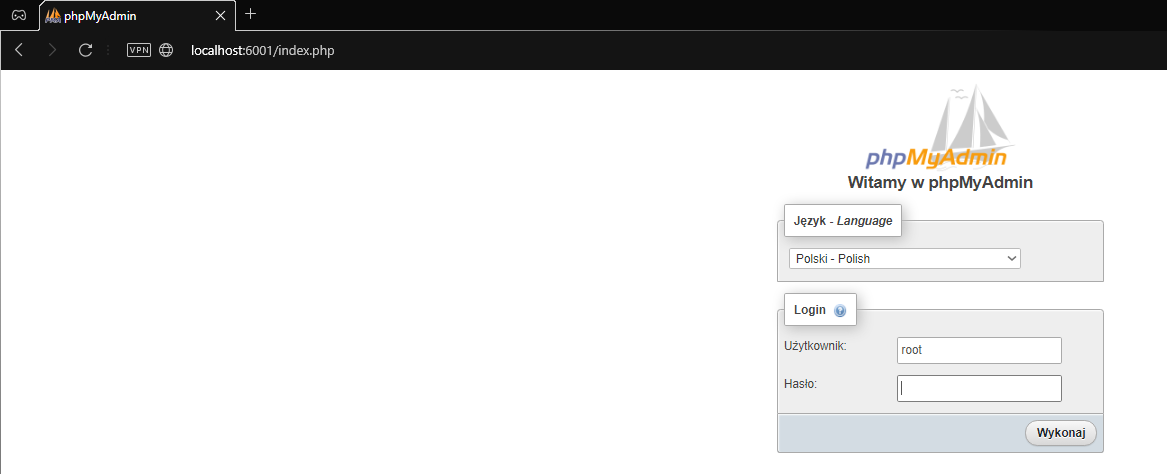 phpMyAdmin
VPN
localhost:6001/index.php
phpMyAdmin
Witamy w phpMyAdmin
Język - Language
Polski - Polish
Login
Użytkownik: root
Hasło:
Wykonaj